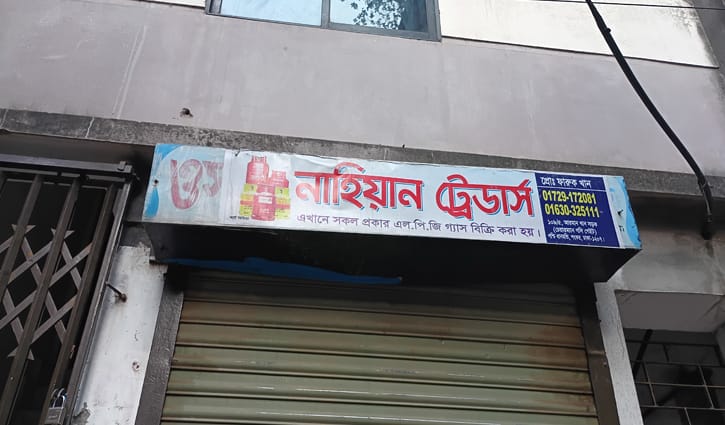 নাহিয়ান ট্রেডার্স
এখানে সকল প্রকার এল.পি.জি গ্যাস বিক্রি করা হয়।
প্রোঃ ফারুক খান
01729-172081
01630-325111